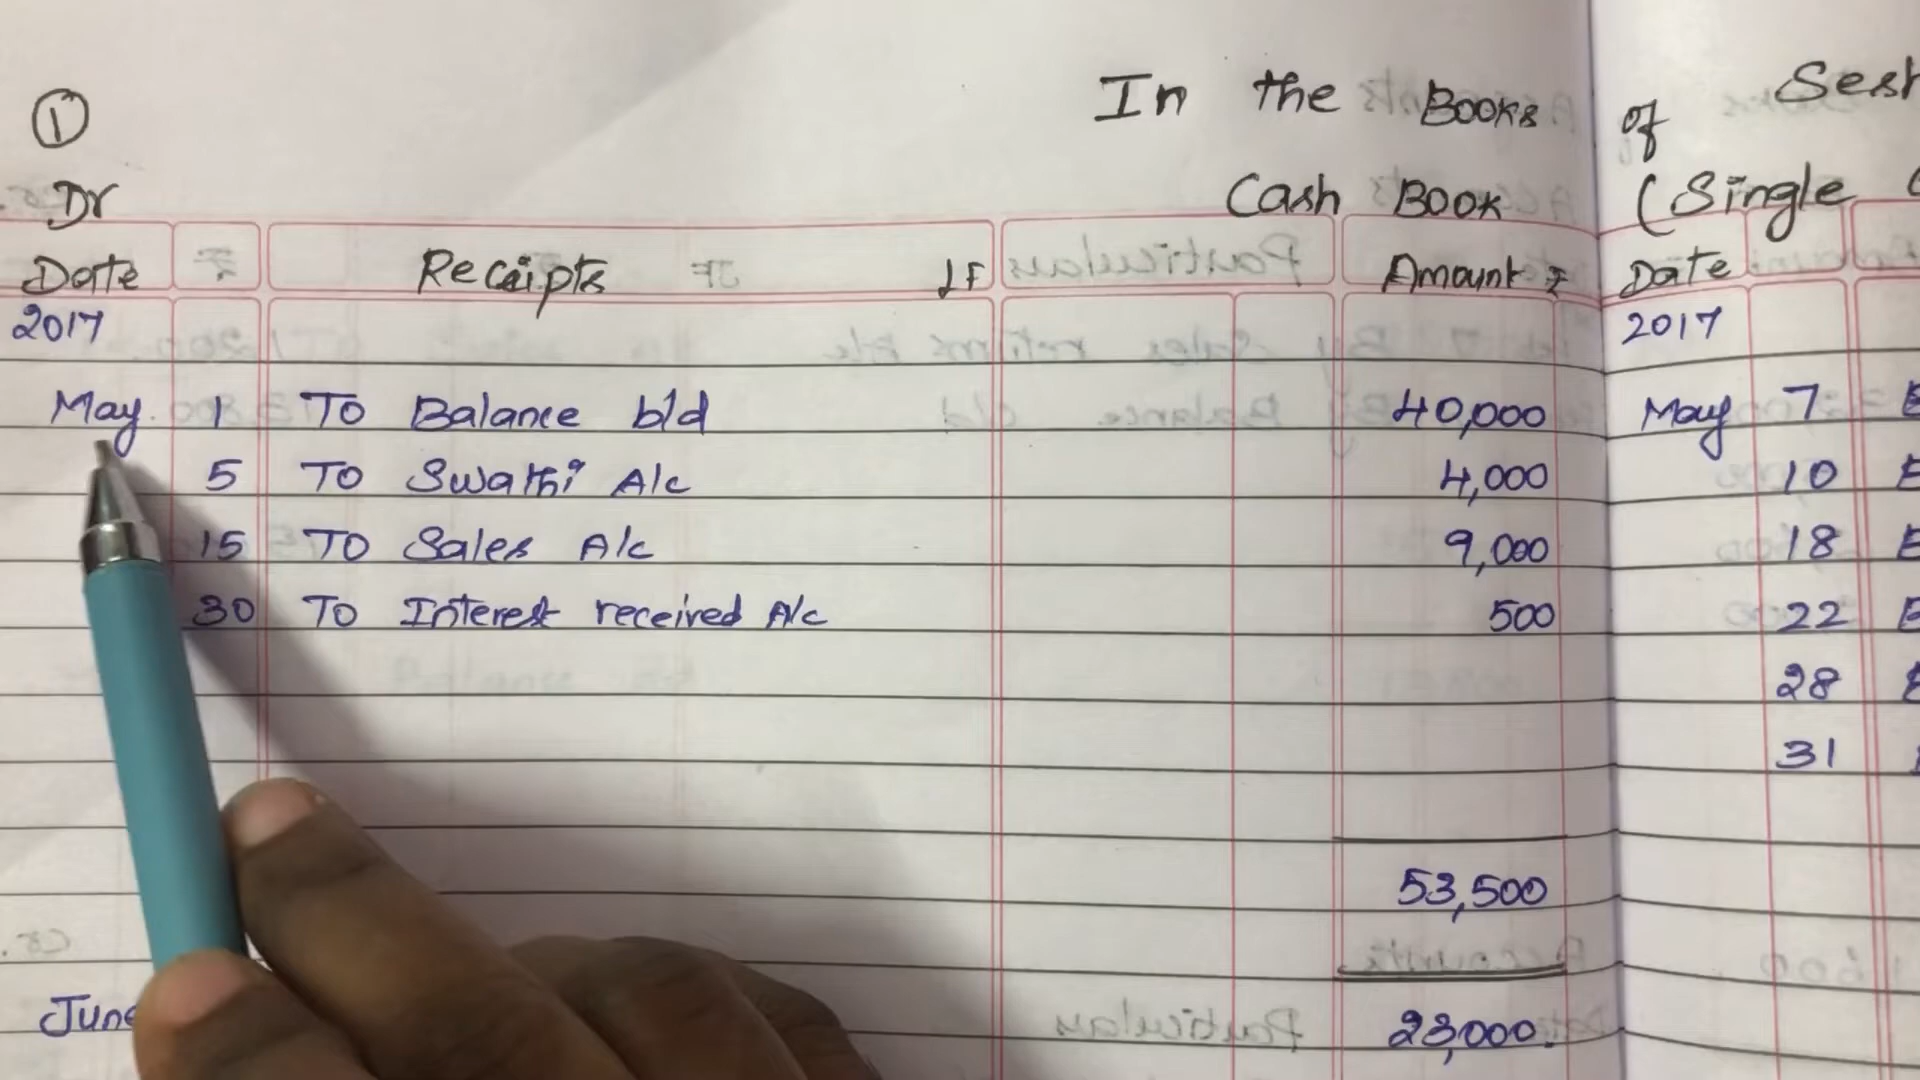 ①
In the Books of
Dr
Cash Book (Single
Date Receipts LF Amount ₹ Date
2017 2017
May 1 To Balance b/d 40,000 May 7
5 To Swathi A/c 4,000 10
15 To Sales A/c 9,000 18
30 To Interest received A/c 500 22
28
31
53,500
June 23,000